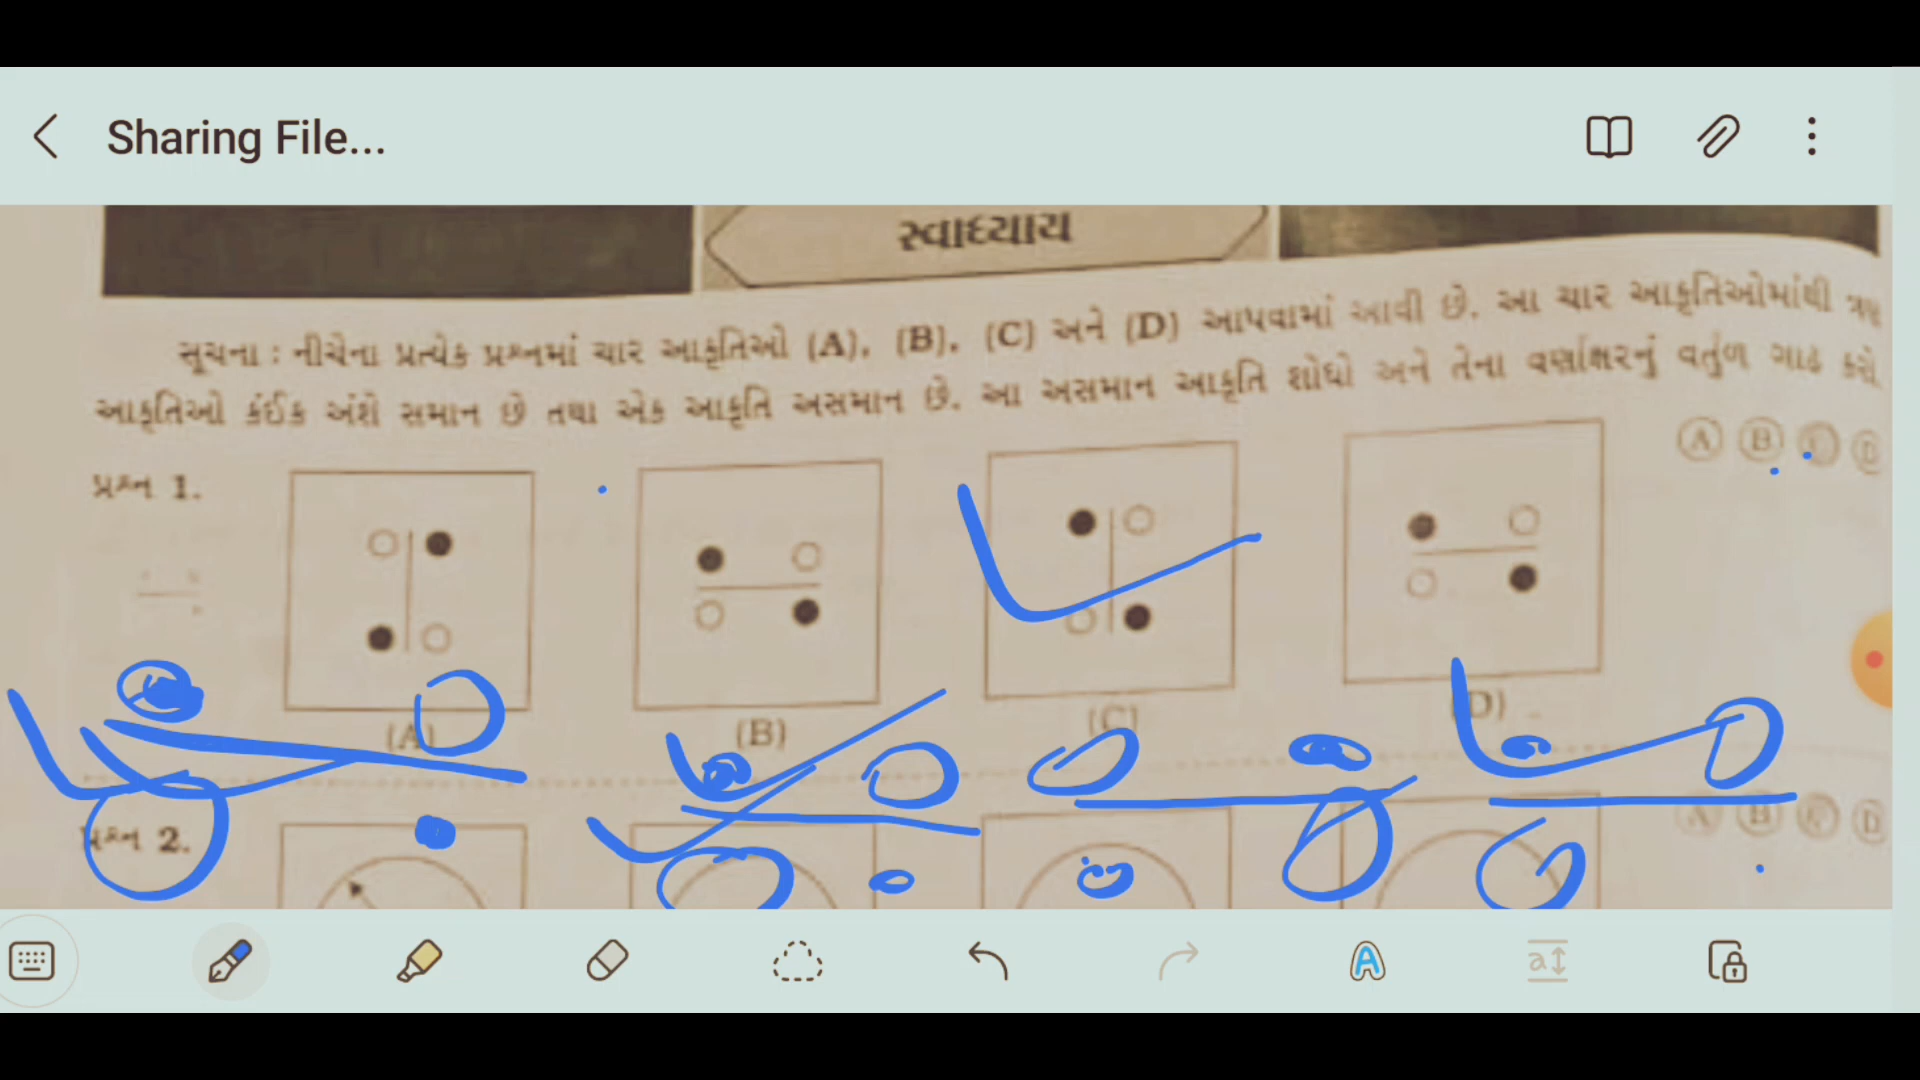 Sharing File...
સ્વાધ્યાય
સૂચના : નીચેના પ્રત્યેક પ્રશ્નમાં ચાર આકૃતિઓ (A), (B), (C) અને (D) આપવામાં આવી છે. આ ચાર આકૃતિઓમાંથી ત્રણ
આકૃતિઓ કંઈક અંશે સમાન છે તથા એક આકૃતિ અસમાન છે. આ અસમાન આકૃતિ શોધો અને તેના વર્ણાક્ષરનું વર્તુળ ગાઢ કરો
પ્રશ્ન 1.
A B C D
(A) (B) (C) (D)
પ્રશ્ન 2.
A B C D